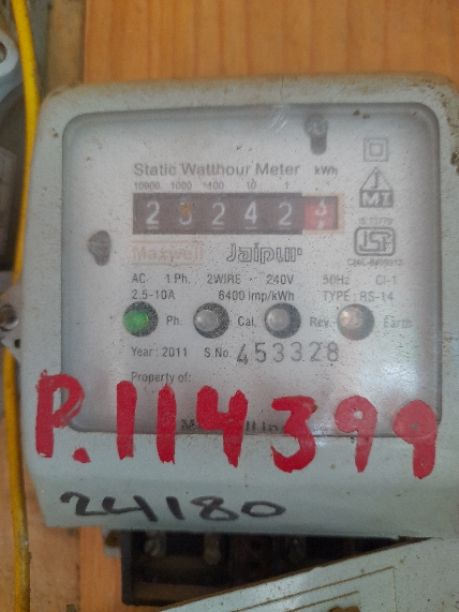 Static Watthour Meter kWh
10000 1000 100 10 1
2 5 2 4 2
Maxwell Jaipur
AC 1 Ph. 2WIRE 240V 50Hz Cl-1
2.5-10A 6400 imp/kWh TYPE: RS-14
Ph. Cal. Rev. Earth
Year: 2011 S.No. 453328
Property of:
P.114399
24180